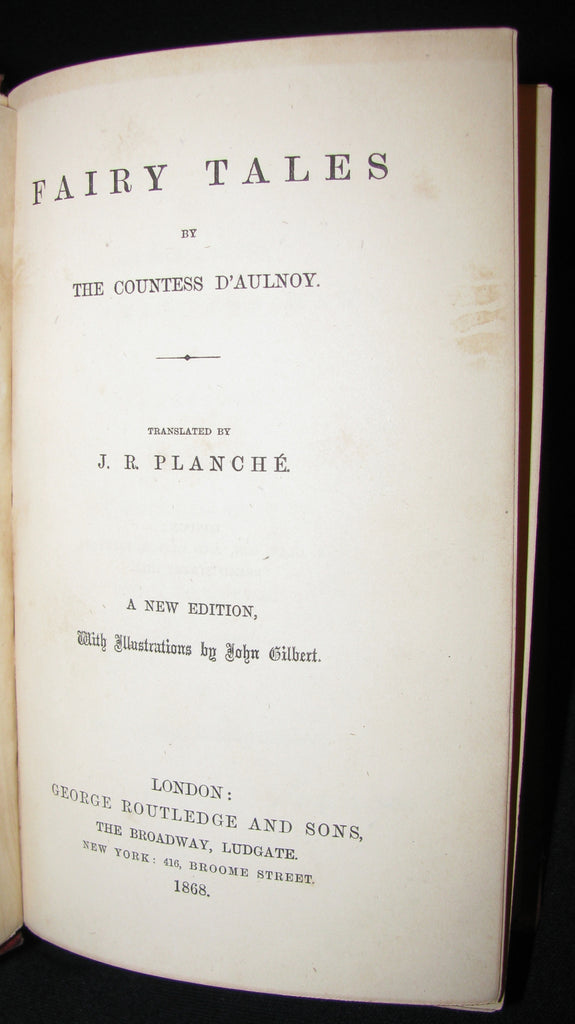 FAIRY TALES
BY
THE COUNTESS D'AULNOY.
TRANSLATED BY
J. R. PLANCHÉ.
A NEW EDITION,
With Illustrations by John Gilbert.
LONDON:
GEORGE ROUTLEDGE AND SONS,
THE BROADWAY, LUDGATE.
NEW YORK: 416, BROOME STREET.
1868.